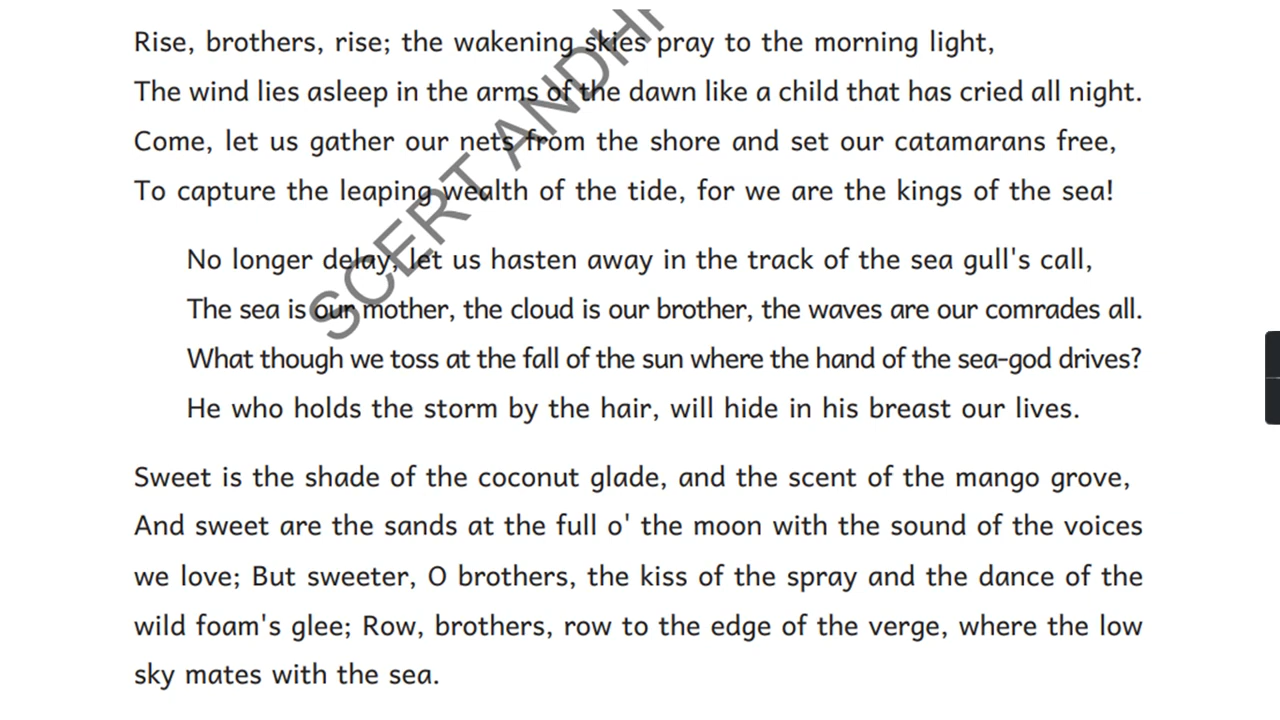 Rise, brothers, rise; the wakening skies pray to the morning light,
The wind lies asleep in the arms of the dawn like a child that has cried all night.
Come, let us gather our nets from the shore and set our catamarans free,
To capture the leaping wealth of the tide, for we are the kings of the sea!
No longer delay, let us hasten away in the track of the sea gull's call,
The sea is our mother, the cloud is our brother, the waves are our comrades all.
What though we toss at the fall of the sun where the hand of the sea-god drives?
He who holds the storm by the hair, will hide in his breast our lives.
Sweet is the shade of the coconut glade, and the scent of the mango grove,
And sweet are the sands at the full o' the moon with the sound of the voices
we love; But sweeter, O brothers, the kiss of the spray and the dance of the
wild foam's glee; Row, brothers, row to the edge of the verge, where the low
sky mates with the sea.
SCERT